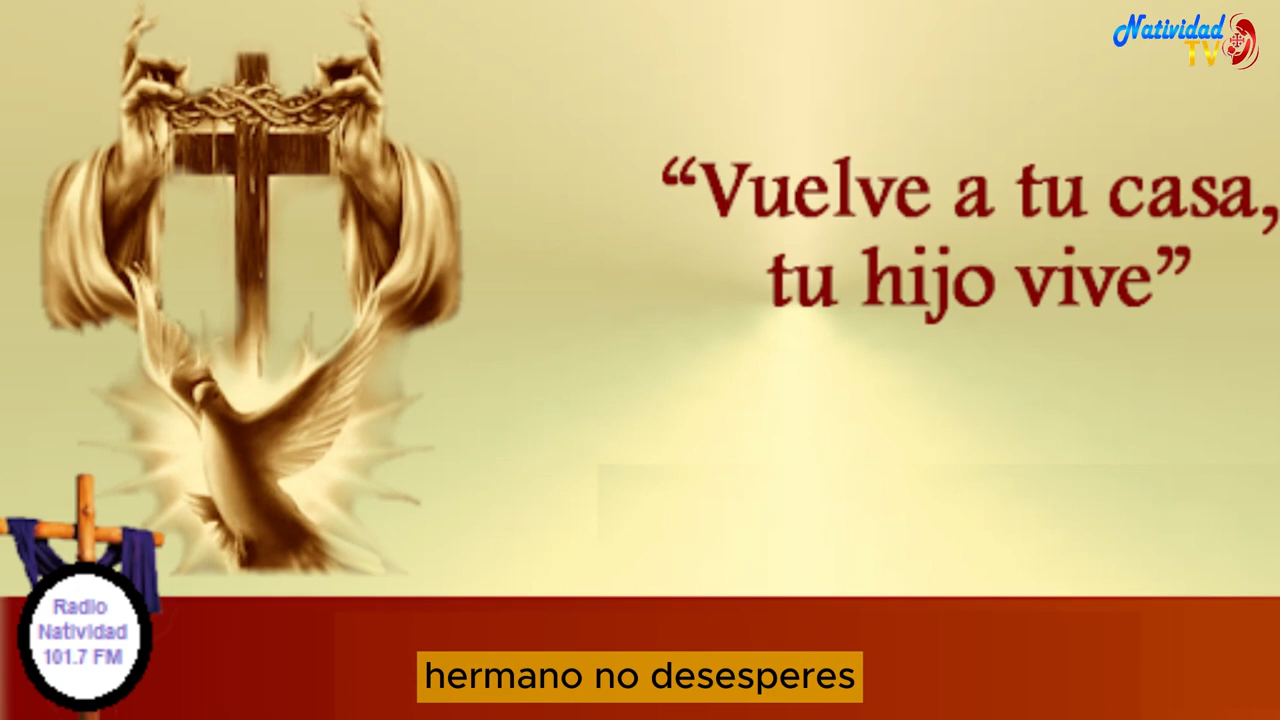 Natividad
TV
“Vuelve a tu casa,
tu hijo vive”
Radio
Natividad
101.7 FM
hermano no desesperes